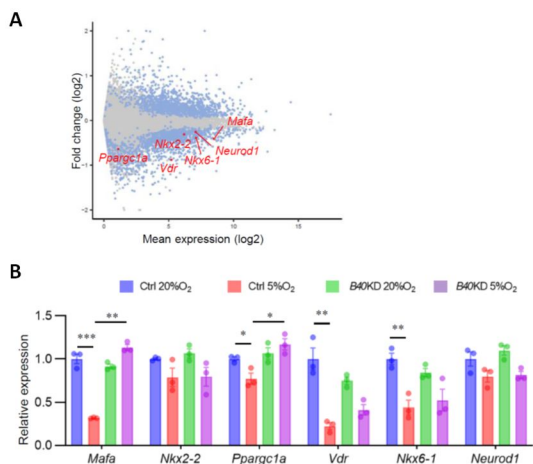 A
Fold change (log2)
2
1
0
-1
-2
Mafa
Nkx2-2
Neurod1
Ppargc1a
Nkx6-1
Vdr
0
5
10
15
Mean expression (log2)
B
Ctrl 20%O₂
Ctrl 5%O₂
B40KD 20%O₂
B40KD 5%O₂
Relative expression
1.5
1.0
0.5
0.0
***
**
*
*
**
**
Mafa
Nkx2-2
Ppargc1a
Vdr
Nkx6-1
Neurod1